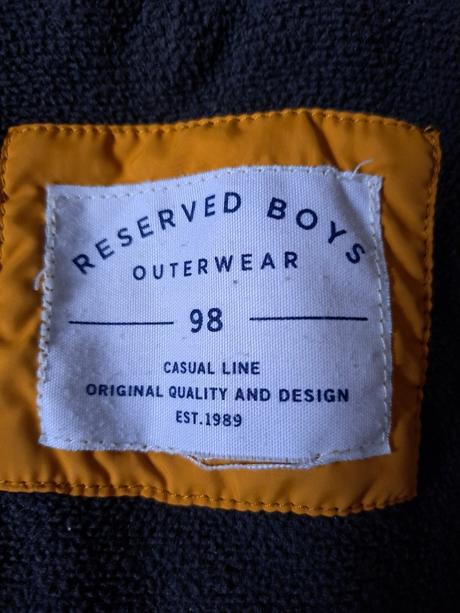 RESERVED BOYS
OUTERWEAR
98
CASUAL LINE
ORIGINAL QUALITY AND DESIGN
EST.1989